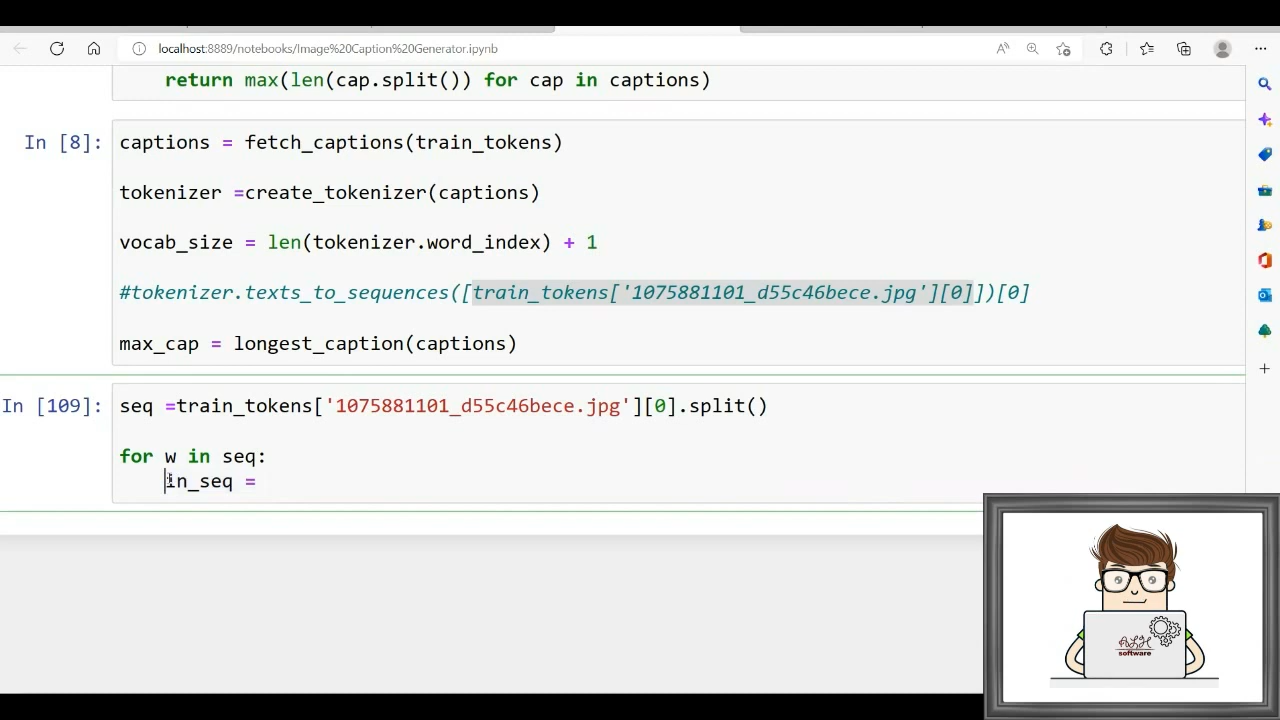 localhost:8889/notebooks/Image%20Caption%20Generator.ipynb
return max(len(cap.split()) for cap in captions)
In [8]:
captions = fetch_captions(train_tokens)
tokenizer =create_tokenizer(captions)
vocab_size = len(tokenizer.word_index) + 1
#tokenizer.texts_to_sequences([train_tokens['1075881101_d55c46bece.jpg'][0]])[0]
max_cap = longest_caption(captions)
In [109]:
seq =train_tokens['1075881101_d55c46bece.jpg'][0].split()
for w in seq:
in_seq =
software